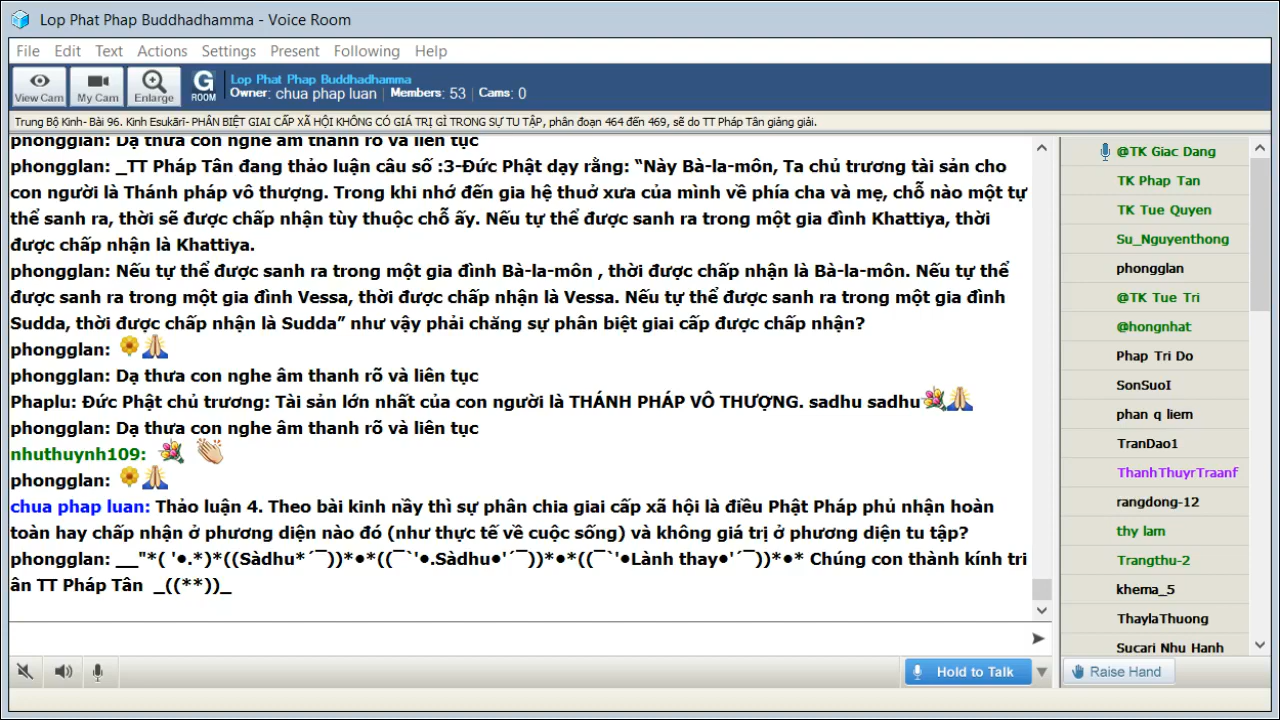 Lop Phat Phap Buddhadhamma - Voice Room
File Edit Text Actions Settings Present Following Help
View Cam My Cam Enlarge G ROOM
Lop Phat Phap Buddhadhamma
Owner: chua phap luan Members: 53 Cams: 0
Trung Bộ Kinh- Bài 96. Kinh Esukārī- PHÂN BIỆT GIAI CẤP XÃ HỘI KHÔNG CÓ GIÁ TRỊ GÌ TRONG SỰ TU TẬP, phân đoạn 464 đến 469, sẽ do TT Pháp Tân giảng giải.
phongglan: Dạ thưa con nghe âm thanh rõ và liên tục
phongglan: _TT Pháp Tân đang thảo luận câu số :3-Đức Phật dạy rằng: “Này Bà-la-môn, Ta chủ trương tài sản cho
con người là Thánh pháp vô thượng. Trong khi nhớ đến gia hệ thuở xưa của mình về phía cha và mẹ, chỗ nào một tự
thể sanh ra, thời sẽ được chấp nhận tùy thuộc chỗ ấy. Nếu tự thể được sanh ra trong một gia đình Khattiya, thời
được chấp nhận là Khattiya.
phongglan: Nếu tự thể được sanh ra trong một gia đình Bà-la-môn , thời được chấp nhận là Bà-la-môn. Nếu tự thể
được sanh ra trong một gia đình Vessa, thời được chấp nhận là Vessa. Nếu tự thể được sanh ra trong một gia đình
Sudda, thời được chấp nhận là Sudda” như vậy phải chăng sự phân biệt giai cấp được chấp nhận?
phongglan:
phongglan: Dạ thưa con nghe âm thanh rõ và liên tục
Phaplu: Đức Phật chủ trương: Tài sản lớn nhất của con người là THÁNH PHÁP VÔ THƯỢNG. sadhu sadhu
phongglan: Dạ thưa con nghe âm thanh rõ và liên tục
nhuthuynh109:
phongglan:
chua phap luan: Thảo luận 4. Theo bài kinh nầy thì sự phân chia giai cấp xã hội là điều Phật Pháp phủ nhận hoàn
toàn hay chấp nhận ở phương diện nào đó (như thực tế về cuộc sống) và không giá trị ở phương diện tu tập?
phongglan: __"*( '●.*)*((Sàdhu*´¯))*●*((¯`'●.Sàdhu●'´¯))*●*((¯`'●Lành thay●'´¯))*●* Chúng con thành kính tri
ân TT Pháp Tân _((**))_
@TK Giac Dang
TK Phap Tan
TK Tue Quyen
Su_Nguyenthong
phongglan
@TK Tue Tri
@hongnhat
Phap Tri Do
SonSuoI
phan q liem
TranDao1
ThanhThuyrTraanf
rangdong-12
thy lam
Trangthu-2
khema_5
ThaylaThuong
Sucari Nhu Hanh
Hold to Talk
Raise Hand